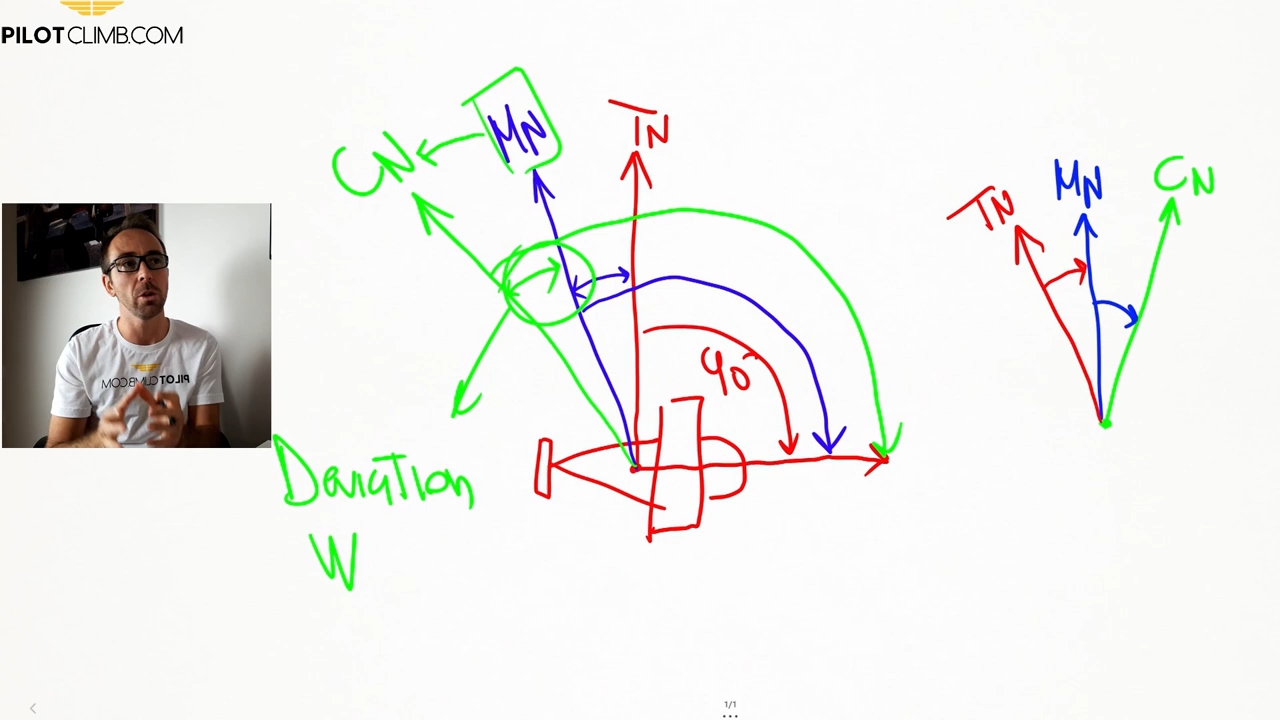 PILOTCLIMB.COM
CN
MN
TN
TN
MN
CN
90°
PILOTCLIMB.COM
Deviation
W
1/1